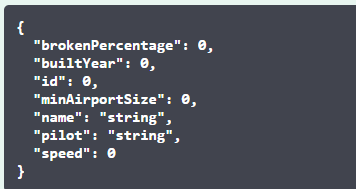 {
  "brokenPercentage": 0,
  "builtYear": 0,
  "id": 0,
  "minAirportSize": 0,
  "name": "string",
  "pilot": "string",
  "speed": 0
}